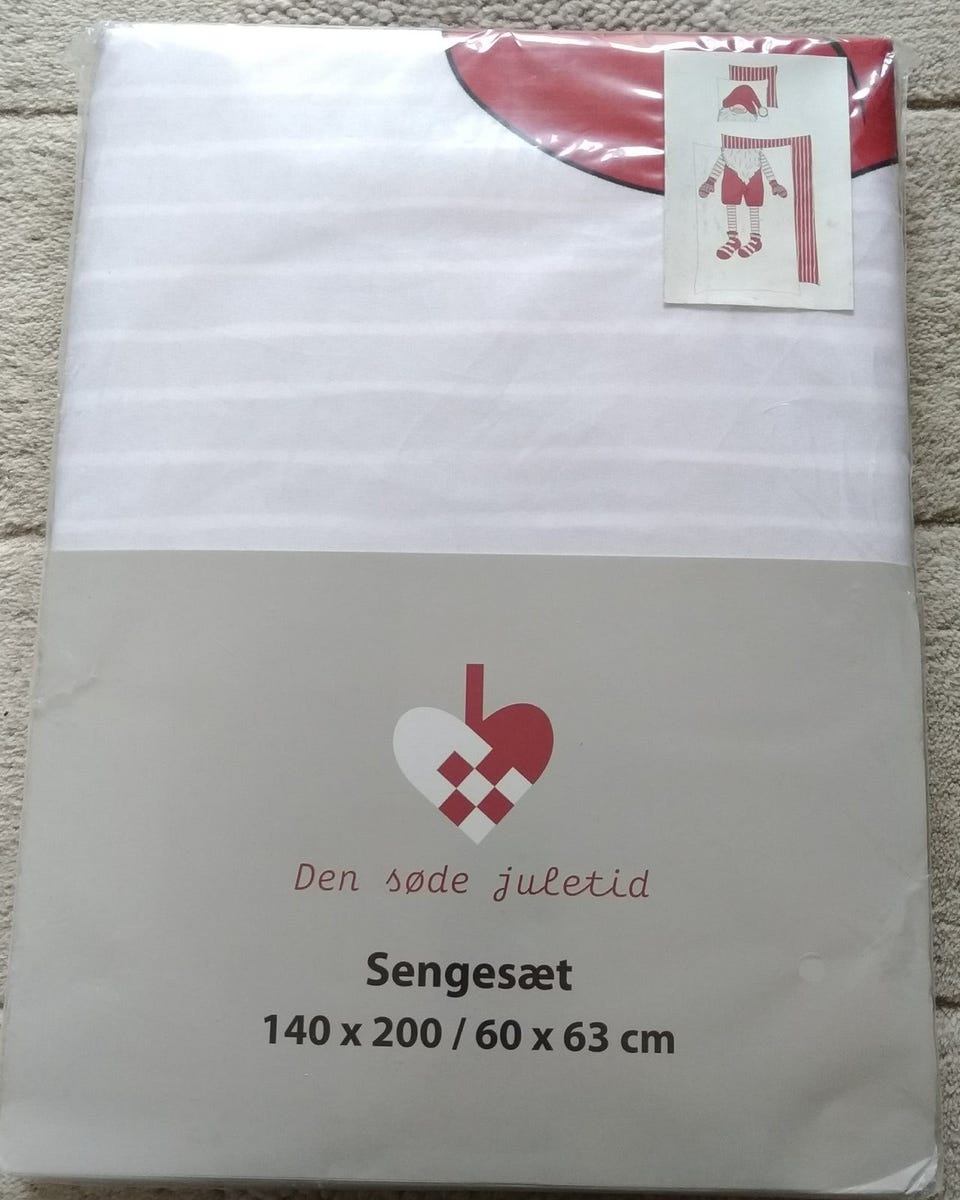 Den søde juletid
Sengesæt
140 x 200 / 60 x 63 cm